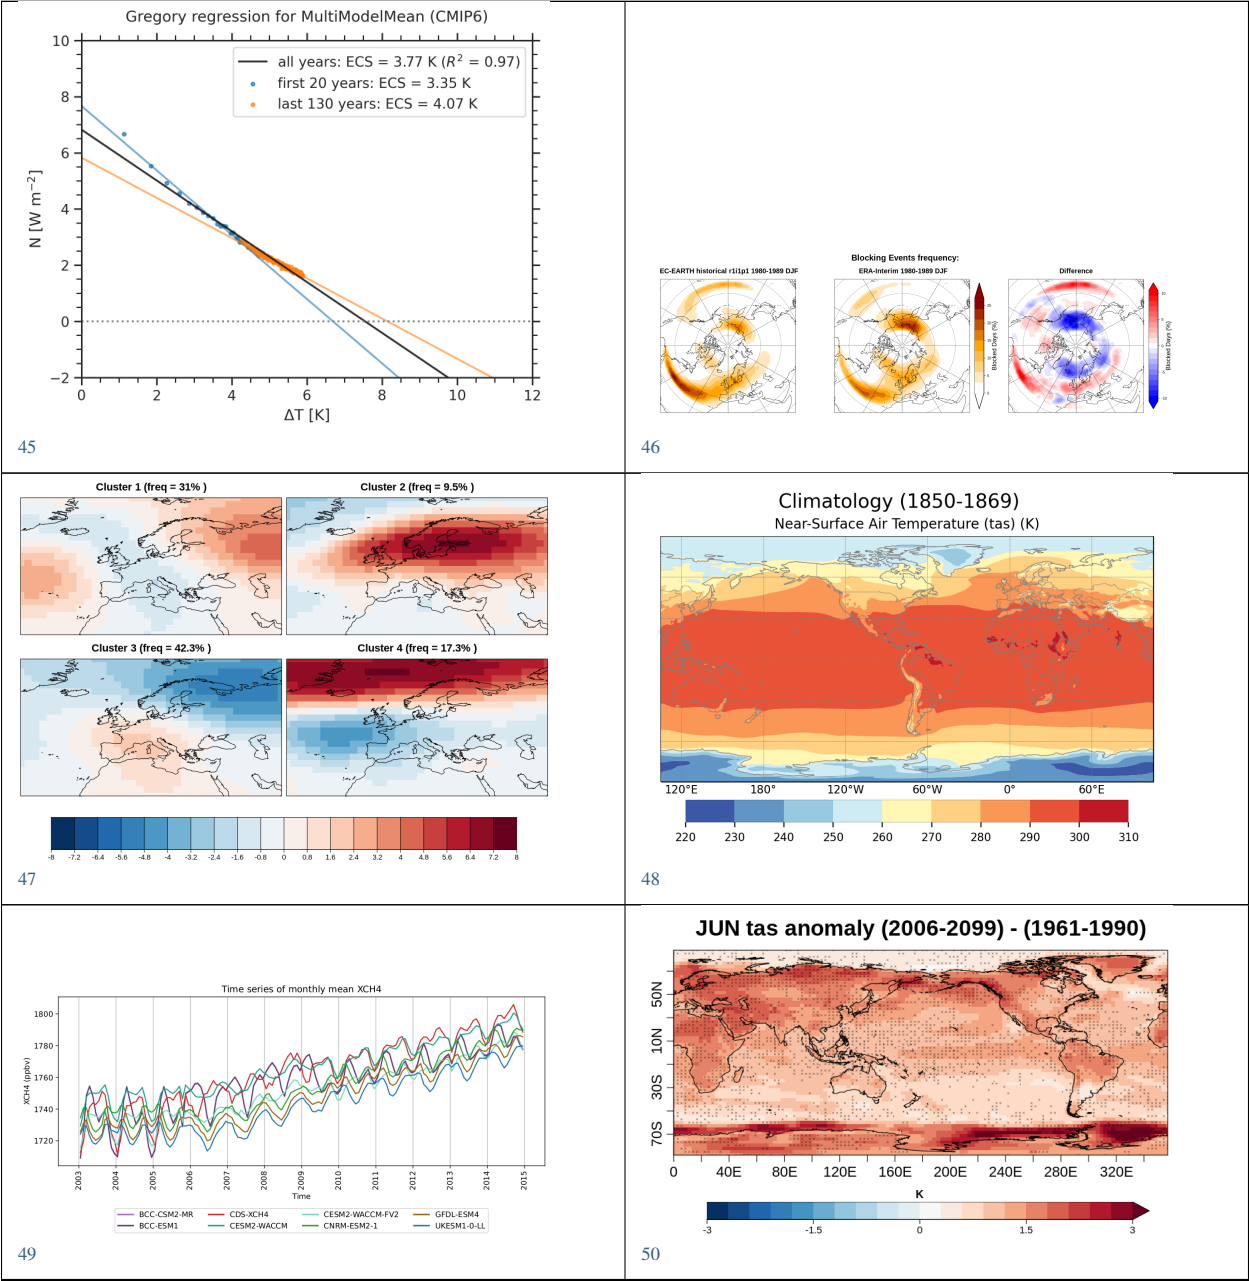 Gregory regression for MultiModelMean (CMIP6)
10
8
6
4
2
0
−2
N [W m−2]
all years: ECS = 3.77 K (R2 = 0.97)
first 20 years: ECS = 3.35 K
last 130 years: ECS = 4.07 K
0 2 4 6 8 10 12
ΔT [K]
45
Blocking Events frequency:
EC-EARTH historical r1i1p1 1980-1989 DJF
ERA-Interim 1980-1989 DJF
Difference
Blocked Days (%)
Blocked Days (%)
46
Cluster 1 (freq = 31% )
Cluster 2 (freq = 9.5% )
Cluster 3 (freq = 42.3% )
Cluster 4 (freq = 17.3% )
-8 -7.2 -6.4 -5.6 -4.8 -4 -3.2 -2.4 -1.6 -0.8 0 0.8 1.6 2.4 3.2 4 4.8 5.6 6.4 7.2 8
47
Climatology (1850-1869)
Near-Surface Air Temperature (tas) (K)
120°E 180° 120°W 60°W 0° 60°E
220 230 240 250 260 270 280 290 300 310
48
Time series of monthly mean XCH4
1800
1780
1760
1740
1720
XCH4 (ppbv)
2003 2004 2005 2006 2007 2008 2009 2010 2011 2012 2013 2014 2015
Time
BCC-CSM2-MR CDS-XCH4 CESM2-WACCM-FV2 GFDL-ESM4
BCC-ESM1 CESM2-WACCM CNRM-ESM2-1 UKESM1-0-LL
49
JUN tas anomaly (2006-2099) - (1961-1990)
50N
10N
30S
70S
0 40E 80E 120E 160E 200E 240E 280E 320E
K
-3 -1.5 0 1.5 3
50